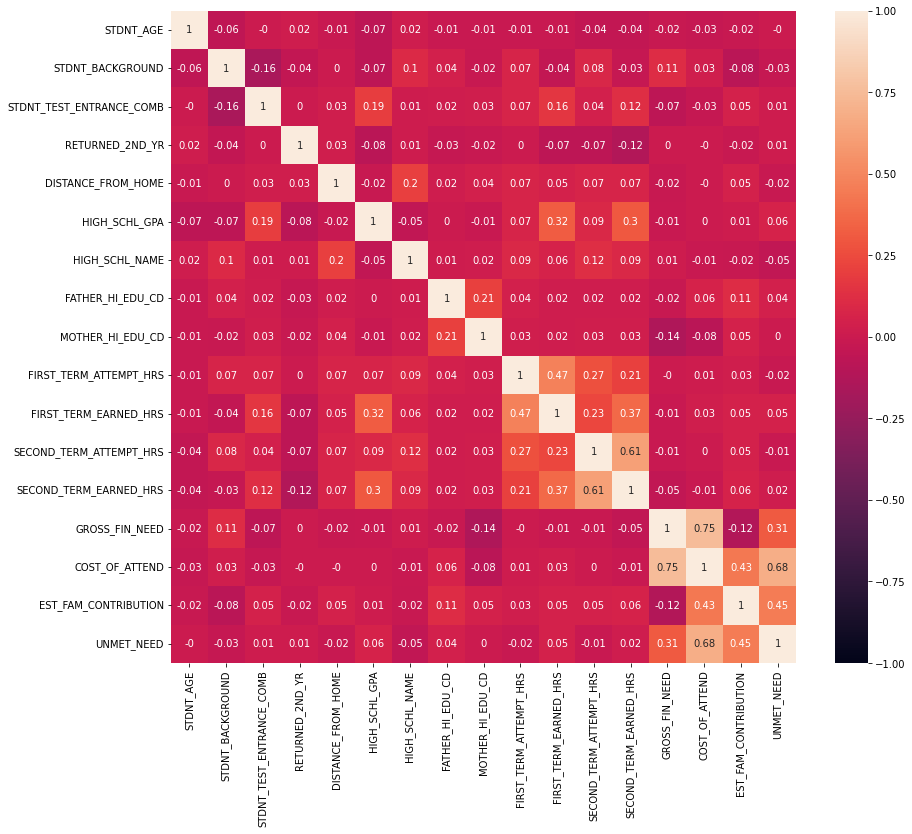 STDNT_AGE 1 -0.06 -0 0.02 -0.01 -0.07 0.02 -0.01 -0.01 -0.01 -0.01 -0.04 -0.04 -0.02 -0.03 -0.02 -0
STDNT_BACKGROUND -0.06 1 -0.16 -0.04 0 -0.07 0.1 0.04 -0.02 0.07 -0.04 0.08 -0.03 0.11 0.03 -0.08 -0.03
STDNT_TEST_ENTRANCE_COMB -0 -0.16 1 0 0.03 0.19 0.01 0.02 0.03 0.07 0.16 0.04 0.12 -0.07 -0.03 0.05 0.01
RETURNED_2ND_YR 0.02 -0.04 0 1 0.03 -0.08 0.01 -0.03 -0.02 0 -0.07 -0.07 -0.12 0 -0 -0.02 0.01
DISTANCE_FROM_HOME -0.01 0 0.03 0.03 1 -0.02 0.2 0.02 0.04 0.07 0.05 0.07 0.07 -0.02 -0 0.05 -0.02
HIGH_SCHL_GPA -0.07 -0.07 0.19 -0.08 -0.02 1 -0.05 0 -0.01 0.07 0.32 0.09 0.3 -0.01 0 0.01 0.06
HIGH_SCHL_NAME 0.02 0.1 0.01 0.01 0.2 -0.05 1 0.01 0.02 0.09 0.06 0.12 0.09 0.01 -0.01 -0.02 -0.05
FATHER_HI_EDU_CD -0.01 0.04 0.02 -0.03 0.02 0 0.01 1 0.21 0.04 0.02 0.02 0.02 -0.02 0.06 0.11 0.04
MOTHER_HI_EDU_CD -0.01 -0.02 0.03 -0.02 0.04 -0.01 0.02 0.21 1 0.03 0.02 0.03 0.03 -0.14 -0.08 0.05 0
FIRST_TERM_ATTEMPT_HRS -0.01 0.07 0.07 0 0.07 0.07 0.09 0.04 0.03 1 0.47 0.27 0.21 -0 0.01 0.03 -0.02
FIRST_TERM_EARNED_HRS -0.01 -0.04 0.16 -0.07 0.05 0.32 0.06 0.02 0.02 0.47 1 0.23 0.37 -0.01 0.03 0.05 0.05
SECOND_TERM_ATTEMPT_HRS -0.04 0.08 0.04 -0.07 0.07 0.09 0.12 0.02 0.03 0.27 0.23 1 0.61 -0.01 0 0.05 -0.01
SECOND_TERM_EARNED_HRS -0.04 -0.03 0.12 -0.12 0.07 0.3 0.09 0.02 0.03 0.21 0.37 0.61 1 -0.05 -0.01 0.06 0.02
GROSS_FIN_NEED -0.02 0.11 -0.07 0 -0.02 -0.01 0.01 -0.02 -0.14 -0 -0.01 -0.01 -0.05 1 0.75 -0.12 0.31
COST_OF_ATTEND -0.03 0.03 -0.03 -0 -0 0 -0.01 0.06 -0.08 0.01 0.03 0 -0.01 0.75 1 0.43 0.68
EST_FAM_CONTRIBUTION -0.02 -0.08 0.05 -0.02 0.05 0.01 -0.02 0.11 0.05 0.03 0.05 0.05 0.06 -0.12 0.43 1 0.45
UNMET_NEED -0 -0.03 0.01 0.01 -0.02 0.06 -0.05 0.04 0 -0.02 0.05 -0.01 0.02 0.31 0.68 0.45 1
STDNT_AGE
STDNT_BACKGROUND
STDNT_TEST_ENTRANCE_COMB
RETURNED_2ND_YR
DISTANCE_FROM_HOME
HIGH_SCHL_GPA
HIGH_SCHL_NAME
FATHER_HI_EDU_CD
MOTHER_HI_EDU_CD
FIRST_TERM_ATTEMPT_HRS
FIRST_TERM_EARNED_HRS
SECOND_TERM_ATTEMPT_HRS
SECOND_TERM_EARNED_HRS
GROSS_FIN_NEED
COST_OF_ATTEND
EST_FAM_CONTRIBUTION
UNMET_NEED
1.00
0.75
0.50
0.25
0.00
−0.25
−0.50
−0.75
−1.00